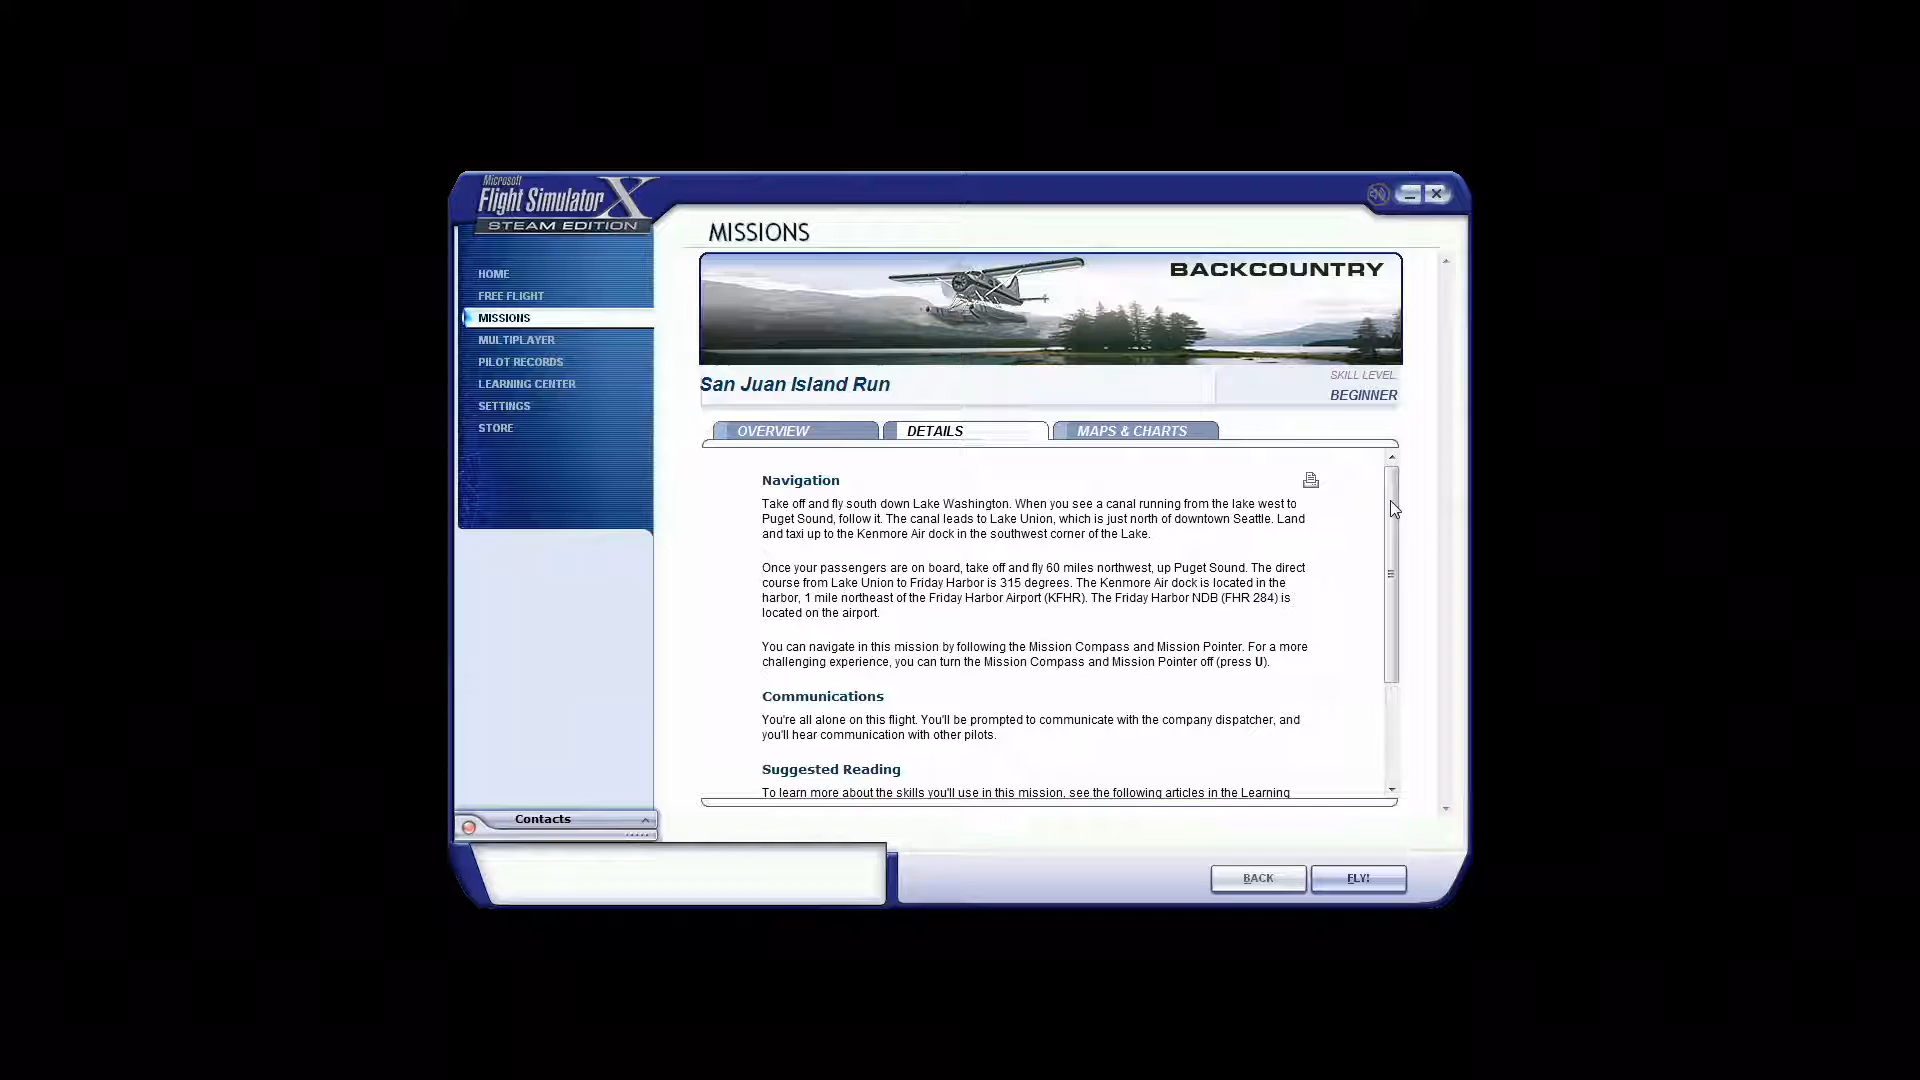 Microsoft
Flight Simulator X
STEAM EDITION
HOME
FREE FLIGHT
MISSIONS
MULTIPLAYER
PILOT RECORDS
LEARNING CENTER
SETTINGS
STORE
Contacts
MISSIONS
BACKCOUNTRY
San Juan Island Run
SKILL LEVEL:
BEGINNER
OVERVIEW
DETAILS
MAPS & CHARTS
Navigation
Take off and fly south down Lake Washington. When you see a canal running from the lake west to
Puget Sound, follow it. The canal leads to Lake Union, which is just north of downtown Seattle. Land
and taxi up to the Kenmore Air dock in the southwest corner of the Lake.
Once your passengers are on board, take off and fly 60 miles northwest, up Puget Sound. The direct
course from Lake Union to Friday Harbor is 315 degrees. The Kenmore Air dock is located in the
harbor, 1 mile northeast of the Friday Harbor Airport (KFHR). The Friday Harbor NDB (FHR 284) is
located on the airport.
You can navigate in this mission by following the Mission Compass and Mission Pointer. For a more
challenging experience, you can turn the Mission Compass and Mission Pointer off (press U).
Communications
You're all alone on this flight. You'll be prompted to communicate with the company dispatcher, and
you'll hear communication with other pilots.
Suggested Reading
To learn more about the skills you'll use in this mission, see the following articles in the Learning
BACK
FLY!